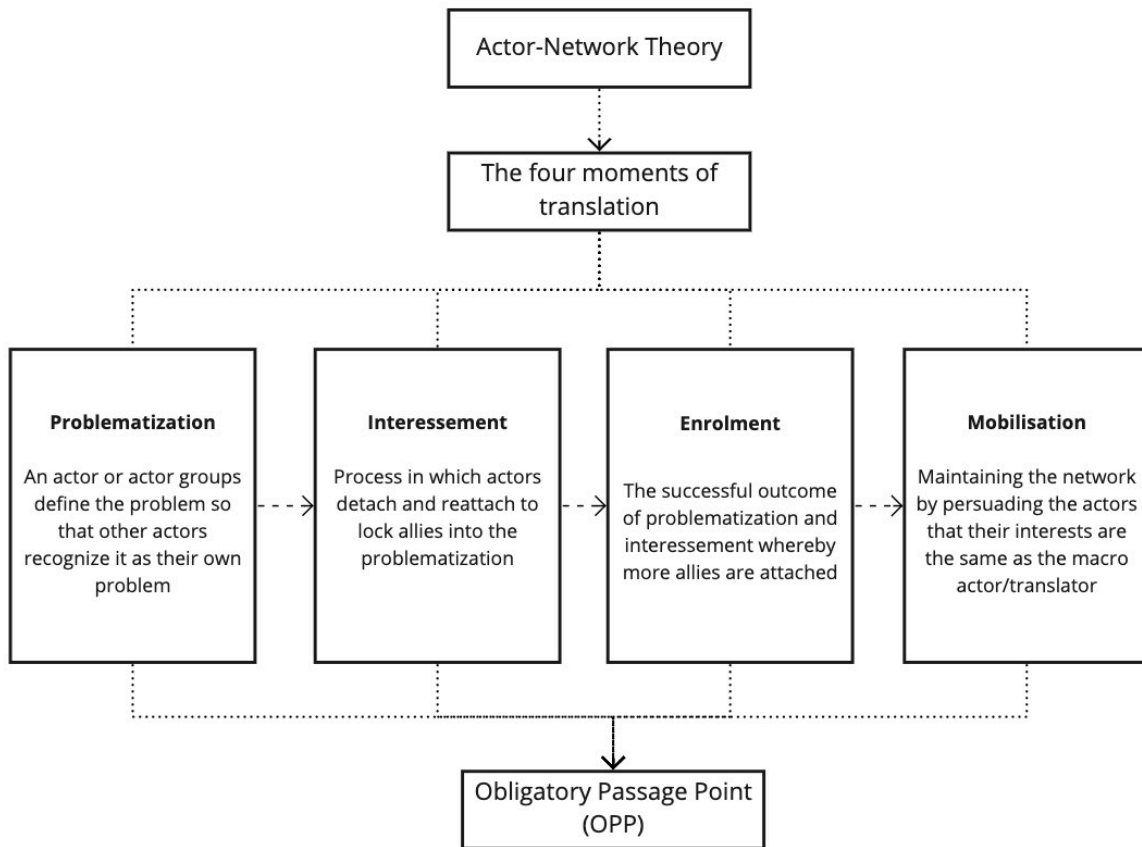 Actor-Network Theory
The four moments of
translation
Problematization
An actor or actor groups
define the problem so
that other actors
recognize it as their own
problem
Interessement
Process in which actors
detach and reattach to
lock allies into the
problematization
Enrolment
The successful outcome
of problematization and
interessement whereby
more allies are attached
Mobilisation
Maintaining the network
by persuading the actors
that their interests are
the same as the macro
actor/translator
Obligatory Passage Point
(OPP)